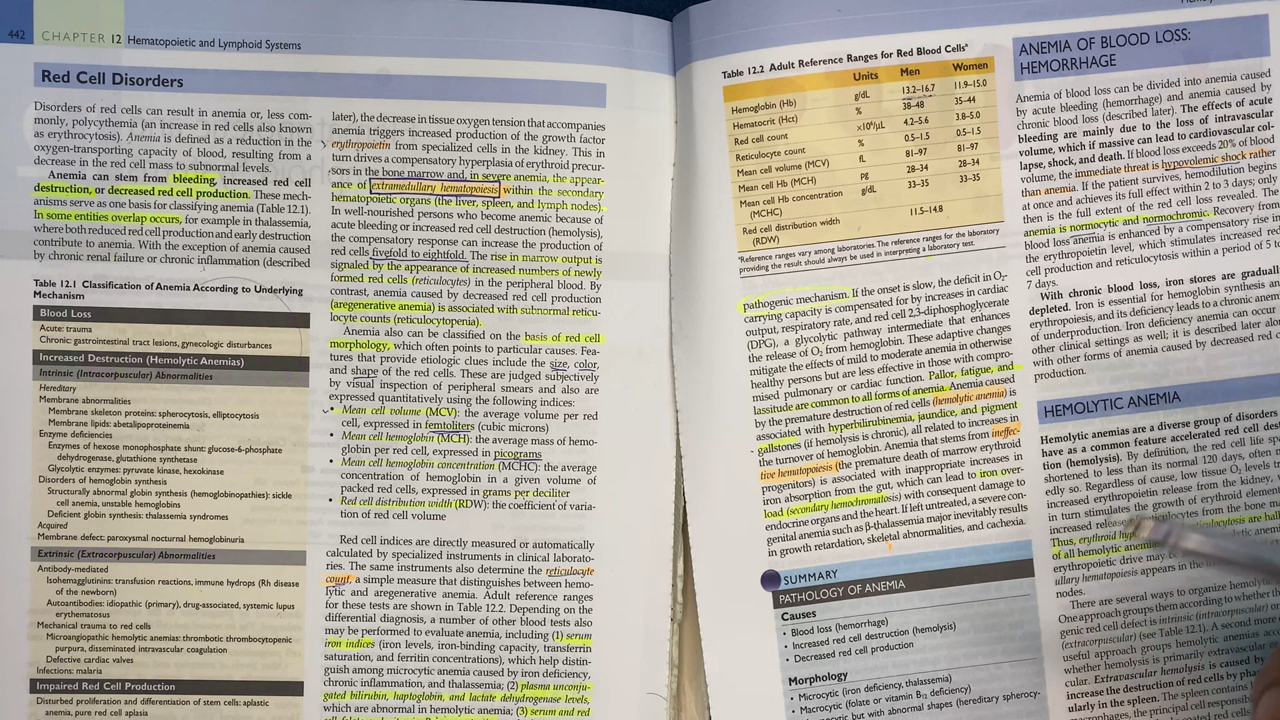 442
CHAPTER 12 Hematopoietic and Lymphoid Systems
Red Cell Disorders
Disorders of red cells can result in anemia or, less com-
monly, polycythemia (an increase in red cells also known
as erythrocytosis). Anemia is defined as a reduction in the
oxygen-transporting capacity of blood, resulting from a
decrease in the red cell mass to subnormal levels.
Anemia can stem from bleeding, increased red cell
destruction, or decreased red cell production. These mech-
anisms serve as one basis for classifying anemia (Table 12.1).
In some entities overlap occurs, for example in thalassemia,
where both reduced red cell production and early destruction
contribute to anemia. With the exception of anemia caused
by chronic renal failure or chronic inflammation (described
Table 12.1 Classification of Anemia According to Underlying
Mechanism
Blood Loss
Acute: trauma
Chronic: gastrointestinal tract lesions, gynecologic disturbances
Increased Destruction (Hemolytic Anemias)
Intrinsic (Intracorpuscular) Abnormalities
Hereditary
Membrane abnormalities
Membrane skeleton proteins: spherocytosis, elliptocytosis
Membrane lipids: abetalipoproteinemia
Enzyme deficiencies
Enzymes of hexose monophosphate shunt: glucose-6-phosphate
dehydrogenase, glutathione synthetase
Glycolytic enzymes: pyruvate kinase, hexokinase
Disorders of hemoglobin synthesis
Structurally abnormal globin synthesis (hemoglobinopathies): sickle
cell anemia, unstable hemoglobins
Deficient globin synthesis: thalassemia syndromes
Acquired
Membrane defect: paroxysmal nocturnal hemoglobinuria
Extrinsic (Extracorpuscular) Abnormalities
Antibody-mediated
Isohemagglutinins: transfusion reactions, immune hydrops (Rh disease
of the newborn)
Autoantibodies: idiopathic (primary), drug-associated, systemic lupus
erythematosus
Mechanical trauma to red cells
Microangiopathic hemolytic anemias: thrombotic thrombocytopenic
purpura, disseminated intravascular coagulation
Defective cardiac valves
Infections: malaria
Impaired Red Cell Production
Disturbed proliferation and differentiation of stem cells: aplastic
anemia, pure red cell aplasia
later), the decrease in tissue oxygen tension that accompanies
anemia triggers increased production of the growth factor
erythropoietin from specialized cells in the kidney. This in
turn drives a compensatory hyperplasia of erythroid precur-
sors in the bone marrow and, in severe anemia, the appear-
ance of extramedullary hematopoiesis within the secondary
hematopoietic organs (the liver, spleen, and lymph nodes).
In well-nourished persons who become anemic because of
acute bleeding or increased red cell destruction (hemolysis),
the compensatory response can increase the production of
red cells fivefold to eightfold. The rise in marrow output is
signaled by the appearance of increased numbers of newly
formed red cells (reticulocytes) in the peripheral blood. By
contrast, anemia caused by decreased red cell production
(aregenerative anemia) is associated with subnormal reticu-
locyte counts (reticulocytopenia).
Anemia also can be classified on the basis of red cell
morphology, which often points to particular causes. Fea-
tures that provide etiologic clues include the size, color,
and shape of the red cells. These are judged subjectively
by visual inspection of peripheral smears and also are
expressed quantitatively using the following indices:
• Mean cell volume (MCV): the average volume per red
cell, expressed in femtoliters (cubic microns)
• Mean cell hemoglobin (MCH): the average mass of hemo-
globin per red cell, expressed in picograms
• Mean cell hemoglobin concentration (MCHC): the average
concentration of hemoglobin in a given volume of
packed red cells, expressed in grams per deciliter
• Red cell distribution width (RDW): the coefficient of varia-
tion of red cell volume
Red cell indices are directly measured or automatically
calculated by specialized instruments in clinical laborato-
ries. The same instruments also determine the reticulocyte
count, a simple measure that distinguishes between hemo-
lytic and aregenerative anemia. Adult reference ranges
for these tests are shown in Table 12.2. Depending on the
differential diagnosis, a number of other blood tests also
may be performed to evaluate anemia, including (1) serum
iron indices (iron levels, iron-binding capacity, transferrin
saturation, and ferritin concentrations), which help distin-
guish among microcytic anemia caused by iron deficiency,
chronic inflammation, and thalassemia; (2) plasma unconju-
gated bilirubin, haptoglobin, and lactate dehydrogenase levels,
which are abnormal in hemolytic anemia; (3) serum and red
Table 12.2 Adult Reference Ranges for Red Blood Cellsª
Units Men Women
Hemoglobin (Hb) g/dL 13.2–16.7 11.9–15.0
Hematocrit (Hct) % 38–48 35–44
Red cell count ×10⁶/µL 4.2–5.6 3.8–5.0
Reticulocyte count % 0.5–1.5 0.5–1.5
Mean cell volume (MCV) fL 81–97 81–97
Mean cell Hb (MCH) pg 28–34 28–34
Mean cell Hb concentration g/dL 33–35 33–35
(MCHC)
Red cell distribution width 11.5–14.8
(RDW)
ªReference ranges vary among laboratories. The reference ranges for the laboratory
providing the result should always be used in interpreting a laboratory test.
pathogenic mechanism. If the onset is slow, the deficit in O₂-
carrying capacity is compensated for by increases in cardiac
output, respiratory rate, and red cell 2,3-diphosphoglycerate
(DPG), a glycolytic pathway intermediate that enhances
the release of O₂ from hemoglobin. These adaptive changes
mitigate the effects of mild to moderate anemia in otherwise
healthy persons but are less effective in those with compro-
mised pulmonary or cardiac function. Pallor, fatigue, and
lassitude are common to all forms of anemia. Anemia caused
by the premature destruction of red cells (hemolytic anemia) is
associated with hyperbilirubinemia, jaundice, and pigment
gallstones (if hemolysis is chronic), all related to increases in
the turnover of hemoglobin. Anemia that stems from ineffec-
tive hematopoiesis (the premature death of marrow erythroid
progenitors) is associated with inappropriate increases in
iron absorption from the gut, which can lead to iron over-
load (secondary hemochromatosis) with consequent damage to
endocrine organs and the heart. If left untreated, a severe con-
genital anemia such as β-thalassemia major inevitably results
in growth retardation, skeletal abnormalities, and cachexia.
SUMMARY
PATHOLOGY OF ANEMIA
Causes
• Blood loss (hemorrhage)
• Increased red cell destruction (hemolysis)
• Decreased red cell production
Morphology
• Microcytic (iron deficiency, thalassemia)
• Macrocytic (folate or vitamin B₁₂ deficiency)
but with abnormal shapes (hereditary spherocy-
ANEMIA OF BLOOD LOSS:
HEMORRHAGE
Anemia of blood loss can be divided into anemia caused
by acute bleeding (hemorrhage) and anemia caused by
chronic blood loss (described later). The effects of acute
bleeding are mainly due to the loss of intravascular
volume, which if massive can lead to cardiovascular col-
lapse, shock, and death. If blood loss exceeds 20% of blood
volume, the immediate threat is hypovolemic shock rather
than anemia. If the patient survives, hemodilution begins
at once and achieves its full effect within 2 to 3 days; only
then is the full extent of the red cell loss revealed. The
anemia is normocytic and normochromic. Recovery from
blood loss anemia is enhanced by a compensatory rise in
the erythropoietin level, which stimulates increased red
cell production and reticulocytosis within a period of 5 to
7 days.
With chronic blood loss, iron stores are gradually
depleted. Iron is essential for hemoglobin synthesis and
erythropoiesis, and its deficiency leads to a chronic anemia
of underproduction. Iron deficiency anemia can occur in
other clinical settings as well; it is described later along
with other forms of anemia caused by decreased red cell
production.
HEMOLYTIC ANEMIA
Hemolytic anemias are a diverse group of disorders
have as a common feature accelerated red cell des-
tion (hemolysis). By definition, the red cell life
shortened to less than its normal 120 days, often
edly so. Regardless of cause, low tissue O₂ levels
increased erythropoietin release from the kidney,
in turn stimulates the growth of erythroid
increased release reticulocytes from the bone
Thus, erythroid
of all hemolytic
erythropoietic drive may be
appears in the
nodes.
There are several ways to organize
One approach groups them according to whether
genic red cell defect is intrinsic (intracorpuscular) or
(extracorpuscular) (see Table 12.1). A second more
useful approach groups hemolytic anemias
whether hemolysis is primarily extravascular
cular. Extravascular hemolysis is caused by
increase the destruction of red cells by
ularly in the spleen. The spleen contains
the principal cell